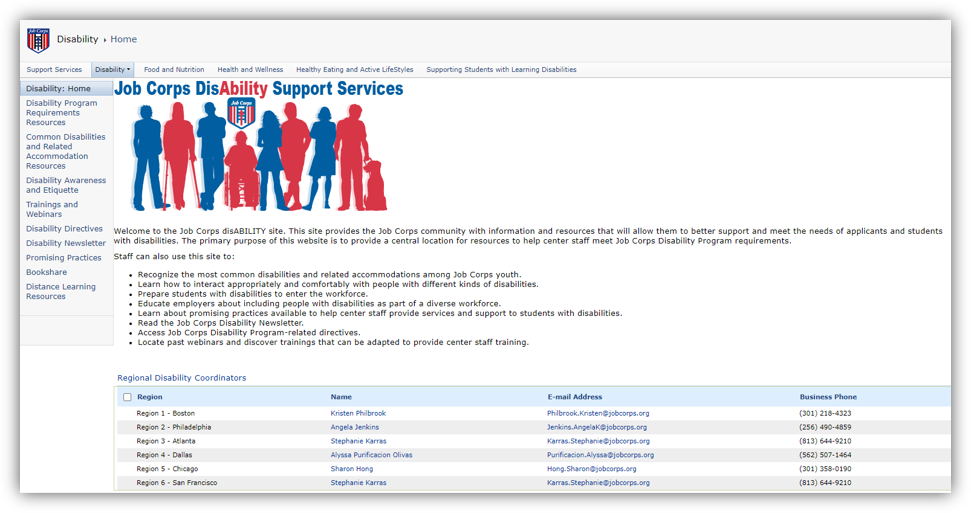 Job Corps
Disability ▸ Home
Support Services Disability Food and Nutrition Health and Wellness Healthy Eating and Active LifeStyles Supporting Students with Learning Disabilities
Disability: Home
Disability Program
Requirements
Resources
Common Disabilities
and Related
Accommodation
Resources
Disability Awareness
and Etiquette
Trainings and
Webinars
Disability Directives
Disability Newsletter
Promising Practices
Bookshare
Distance Learning
Resources
Job Corps DisAbility Support Services
Job Corps
Welcome to the Job Corps disABILITY site. This site provides the Job Corps community with information and resources that will allow them to better support and meet the needs of applicants and students
with disabilities. The primary purpose of this website is to provide a central location for resources to help center staff meet Job Corps Disability Program requirements.
Staff can also use this site to:
• Recognize the most common disabilities and related accommodations among Job Corps youth.
• Learn how to interact appropriately and comfortably with people with different kinds of disabilities.
• Prepare students with disabilities to enter the workforce.
• Educate employers about including people with disabilities as part of a diverse workforce.
• Learn about promising practices available to help center staff provide services and support to students with disabilities.
• Read the Job Corps Disability Newsletter.
• Access Job Corps Disability Program-related directives.
• Locate past webinars and discover trainings that can be adapted to provide center staff training.
Regional Disability Coordinators
Region Name E-mail Address Business Phone
Region 1 - Boston Kristen Philbrook Philbrook.Kristen@jobcorps.org (301) 218-4323
Region 2 - Philadelphia Angela Jenkins Jenkins.AngelaK@jobcorps.org (256) 490-4859
Region 3 - Atlanta Stephanie Karras Karras.Stephanie@jobcorps.org (813) 644-9210
Region 4 - Dallas Alyssa Purificacion Olivas Purificacion.Alyssa@jobcorps.org (562) 507-1464
Region 5 - Chicago Sharon Hong Hong.Sharon@jobcorps.org (301) 358-0190
Region 6 - San Francisco Stephanie Karras Karras.Stephanie@jobcorps.org (813) 644-9210